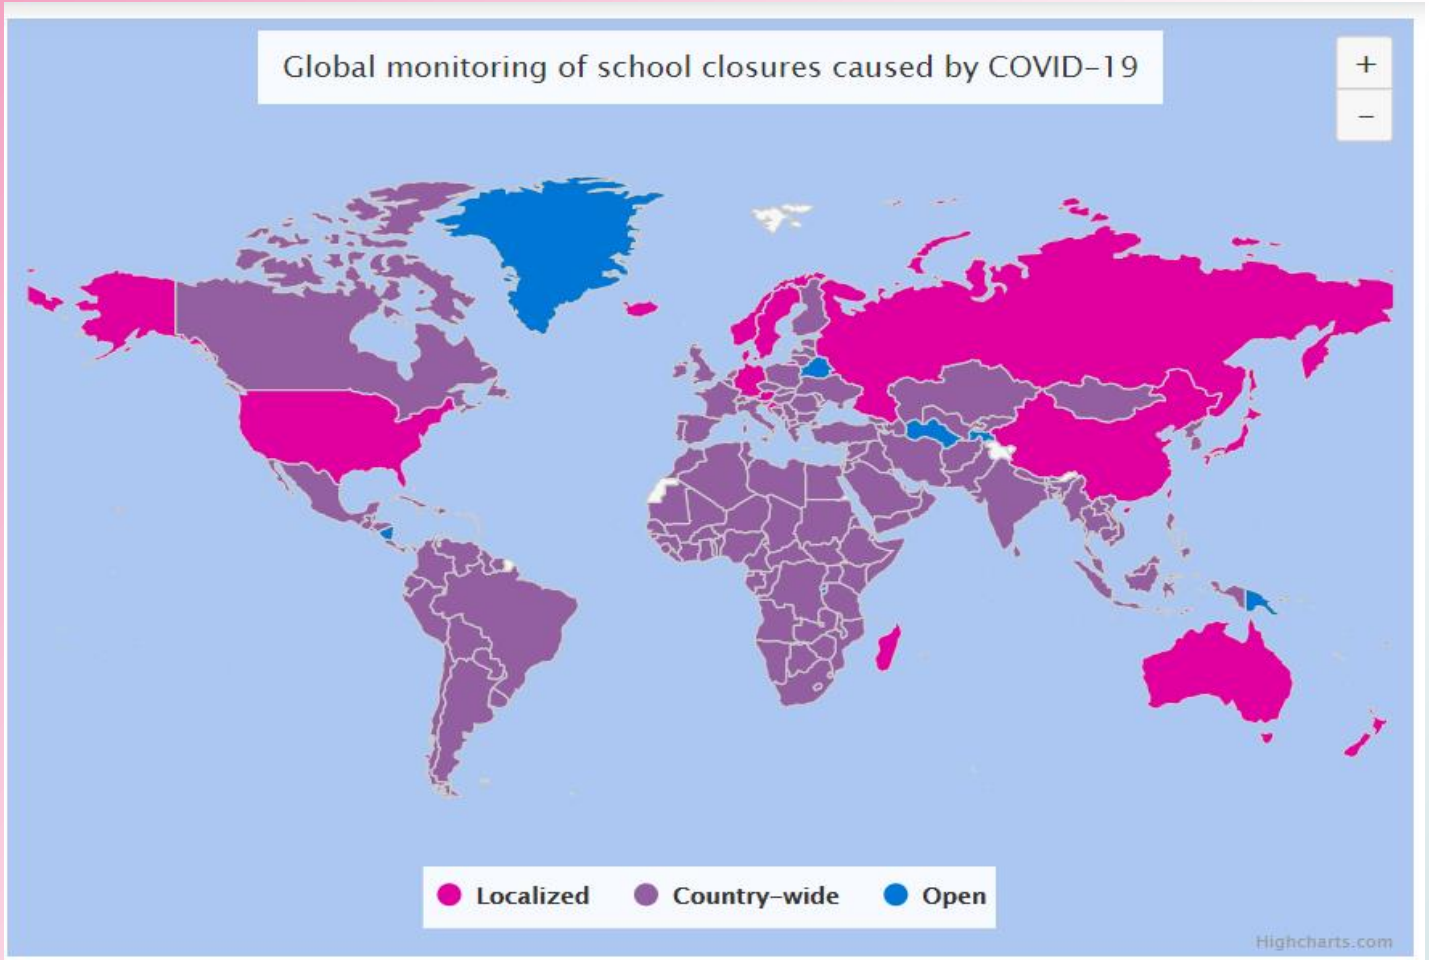 Global monitoring of school closures caused by COVID-19
+
−
Localized
Country-wide
Open
Highcharts.com